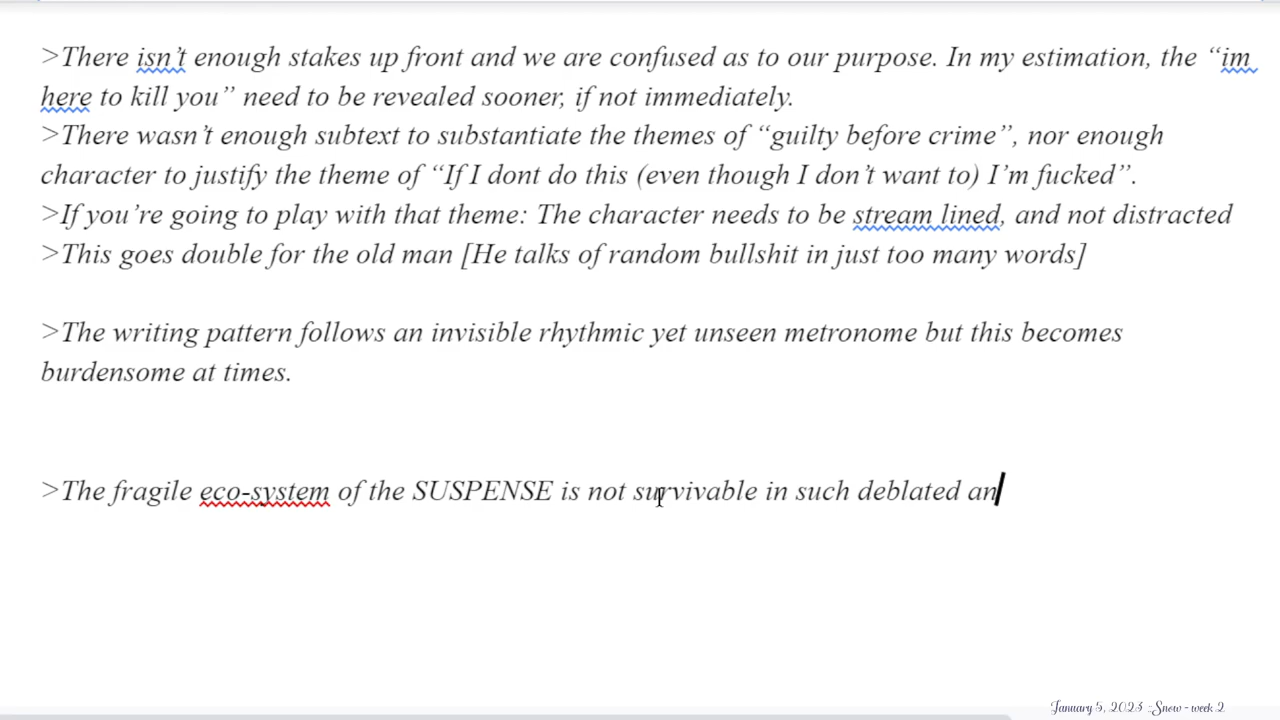 >There isn’t enough stakes up front and we are confused as to our purpose. In my estimation, the “im
here to kill you” need to be revealed sooner, if not immediately.
>There wasn’t enough subtext to substantiate the themes of “guilty before crime”, nor enough
character to justify the theme of “If I dont do this (even though I don’t want to) I’m fucked”.
>If you’re going to play with that theme: The character needs to be stream lined, and not distracted
>This goes double for the old man [He talks of random bullshit in just too many words]
>The writing pattern follows an invisible rhythmic yet unseen metronome but this becomes
burdensome at times.
>The fragile eco-system of the SUSPENSE is not survivable in such deblated an
January 5, 2023 :Snow - week 2